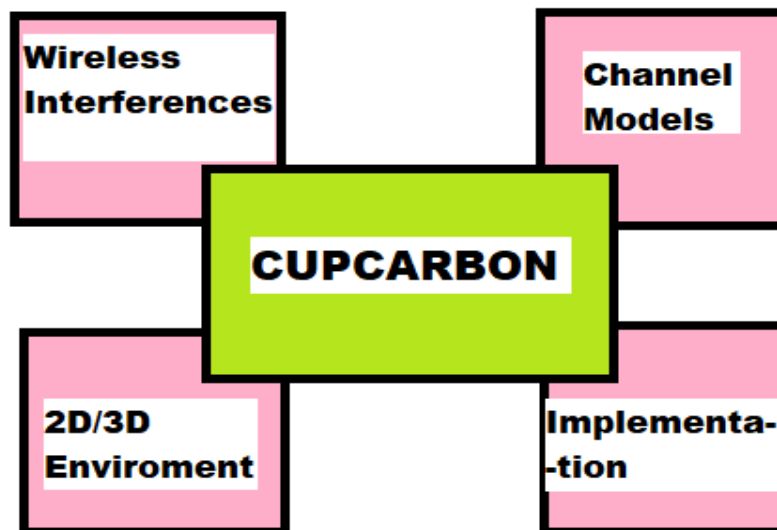 Wireless
Interferences
Channel
Models
CUPCARBON
2D/3D
Enviroment
Implementa-
-tion